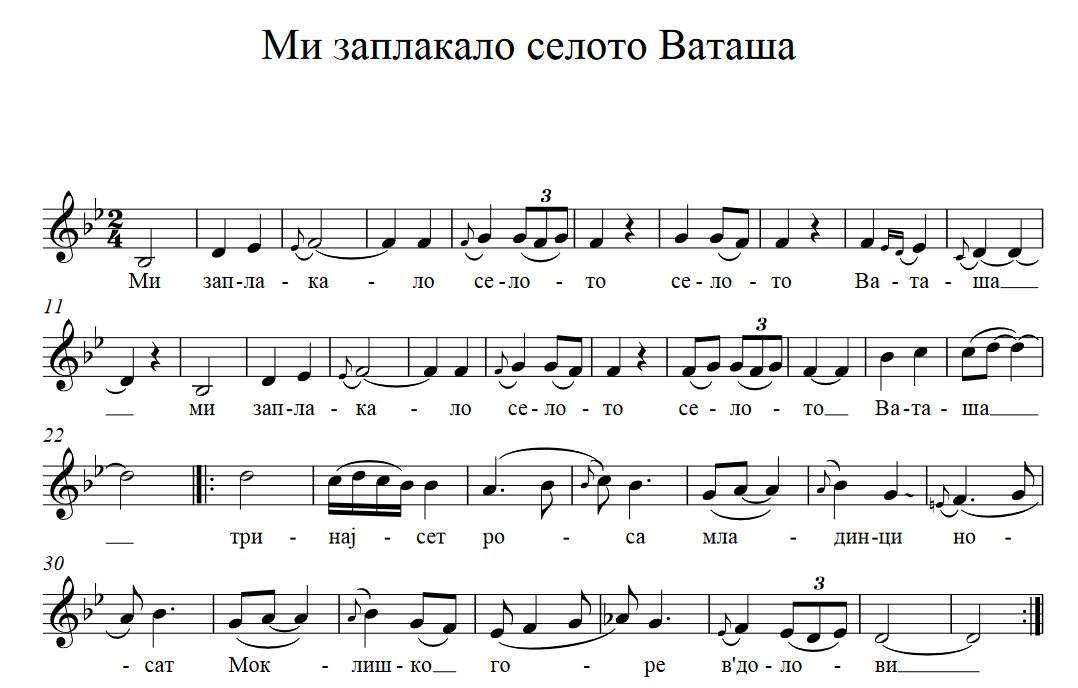 Ми заплакало селото Ваташа
3
2
4
Ми зап-ла - ка - ло се-ло - то се-ло - то Ва - та - ша
11
3
ми зап-ла - ка - ло се-ло - то се-ло - то Ва-та - ша
22
три - нај - сет ро - са мла - дин-ци но -
30
3
- сат Мок - лиш-ко го - ре в'до-ло - ви